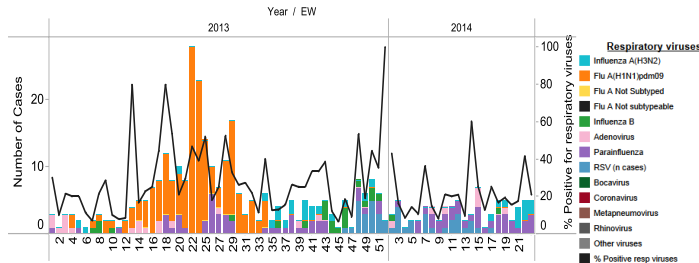 Year / EW
2013 2014
Number of Cases
20
10
0
100
80
60
40
20
0
% Positive for respiratory viruses
2 4 6 8 10 12 14 16 18 20 22 25 27 29 31 33 35 37 39 41 43 45 47 49 51 3 5 7 9 11 13 15 17 19 21
Respiratory viruses
Influenza A(H3N2)
Flu A(H1N1)pdm09
Flu A Not Subtyped
Flu A Not subtypeable
Influenza B
Adenovirus
Parainfluenza
RSV (n cases)
Bocavirus
Coronavirus
Metapneumovirus
Rhinovirus
Other viruses
% Positive resp viruses